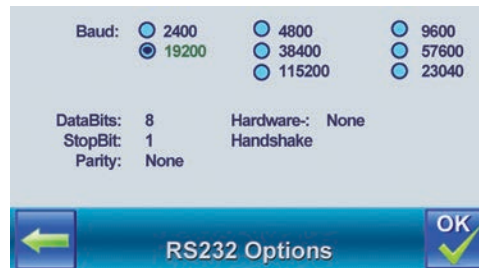 Baud: 2400 4800 9600
19200 38400 57600
115200 23040
DataBits: 8 Hardware-: None
StopBit: 1 Handshake
Parity: None
OK
RS232 Options